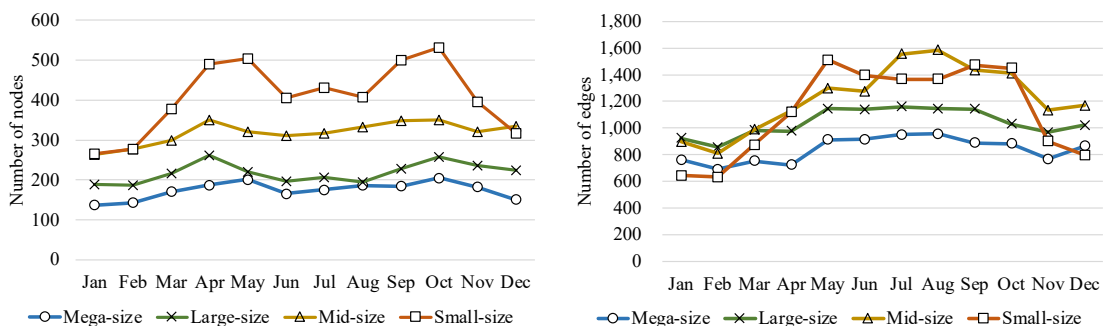 Number of nodes
600
500
400
300
200
100
0
Jan Feb Mar Apr May Jun Jul Aug Sep Oct Nov Dec
Mega-size Large-size Mid-size Small-size
Number of edges
1,800
1,600
1,400
1,200
1,000
800
600
400
200
0
Jan Feb Mar Apr May Jun Jul Aug Sep Oct Nov Dec
Mega-size Large-size Mid-size Small-size